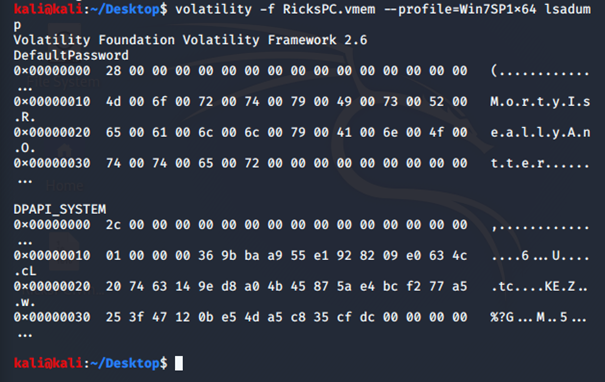 kali@kali:~/Desktop$ volatility -f RicksPC.vmem --profile=Win7SP1×64 lsadum
p
Volatility Foundation Volatility Framework 2.6
DefaultPassword
0×00000000  28 00 00 00 00 00 00 00 00 00 00 00 00 00 00 00   (............
...
0×00000010  4d 00 6f 00 72 00 74 00 79 00 49 00 73 00 52 00   M.o.r.t.y.I.s
.R.
0×00000020  65 00 61 00 6c 00 6c 00 79 00 41 00 6e 00 4f 00   e.a.l.l.y.A.n
.O.
0×00000030  74 00 74 00 65 00 72 00 00 00 00 00 00 00 00 00   t.t.e.r......
...
DPAPI_SYSTEM
0×00000000  2c 00 00 00 00 00 00 00 00 00 00 00 00 00 00 00   ,............
...
0×00000010  01 00 00 00 36 9b ba a9 55 e1 92 82 09 e0 63 4c   ....6...U....
.cL
0×00000020  20 74 63 14 9e d8 a0 4b 45 87 5a e4 bc f2 77 a5   .tc....KE.Z..
.w.
0×00000030  25 3f 47 12 0b e5 4d a5 c8 35 cf dc 00 00 00 00   %?G...M..5...
...
kali@kali:~/Desktop$